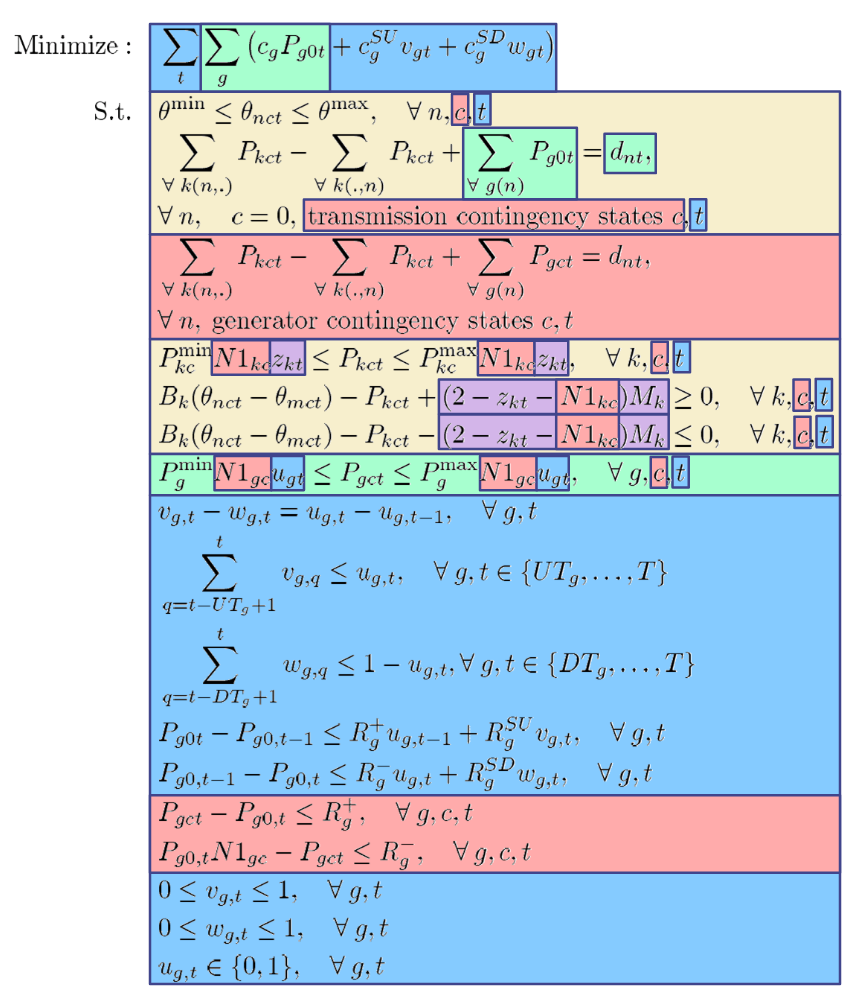 Minimize : ∑_t ∑_g (c_g P_{g0t} + c_g^{SU} v_{gt} + c_g^{SD} w_{gt})
S.t. θ^{min} ≤ θ_{nct} ≤ θ^{max}, ∀ n, c, t
∑_{∀ k(n,.)} P_{kct} − ∑_{∀ k(.,n)} P_{kct} + ∑_{∀ g(n)} P_{g0t} = d_{nt},
∀ n, c = 0, transmission contingency states c, t
∑_{∀ k(n,.)} P_{kct} − ∑_{∀ k(.,n)} P_{kct} + ∑_{∀ g(n)} P_{gct} = d_{nt},
∀ n, generator contingency states c, t
P_{kc}^{min} N1_{kc} z_{kt} ≤ P_{kct} ≤ P_{kc}^{max} N1_{kc} z_{kt}, ∀ k, c, t
B_k(θ_{nct} − θ_{mct}) − P_{kct} + (2 − z_{kt} − N1_{kc})M_k ≥ 0, ∀ k, c, t
B_k(θ_{nct} − θ_{mct}) − P_{kct} − (2 − z_{kt} − N1_{kc})M_k ≤ 0, ∀ k, c, t
P_g^{min} N1_{gc} u_{gt} ≤ P_{gct} ≤ P_g^{max} N1_{gc} u_{gt}, ∀ g, c, t
v_{g,t} − w_{g,t} = u_{g,t} − u_{g,t−1}, ∀ g, t
∑_{q=t−UT_g+1}^{t} v_{g,q} ≤ u_{g,t}, ∀ g, t ∈ {UT_g, . . . , T}
∑_{q=t−DT_g+1}^{t} w_{g,q} ≤ 1 − u_{g,t}, ∀ g, t ∈ {DT_g, . . . , T}
P_{g0t} − P_{g0,t−1} ≤ R_g^+ u_{g,t−1} + R_g^{SU} v_{g,t}, ∀ g, t
P_{g0,t−1} − P_{g0,t} ≤ R_g^− u_{g,t} + R_g^{SD} w_{g,t}, ∀ g, t
P_{gct} − P_{g0,t} ≤ R_g^+, ∀ g, c, t
P_{g0,t} N1_{gc} − P_{gct} ≤ R_g^−, ∀ g, c, t
0 ≤ v_{g,t} ≤ 1, ∀ g, t
0 ≤ w_{g,t} ≤ 1, ∀ g, t
u_{g,t} ∈ {0, 1}, ∀ g, t